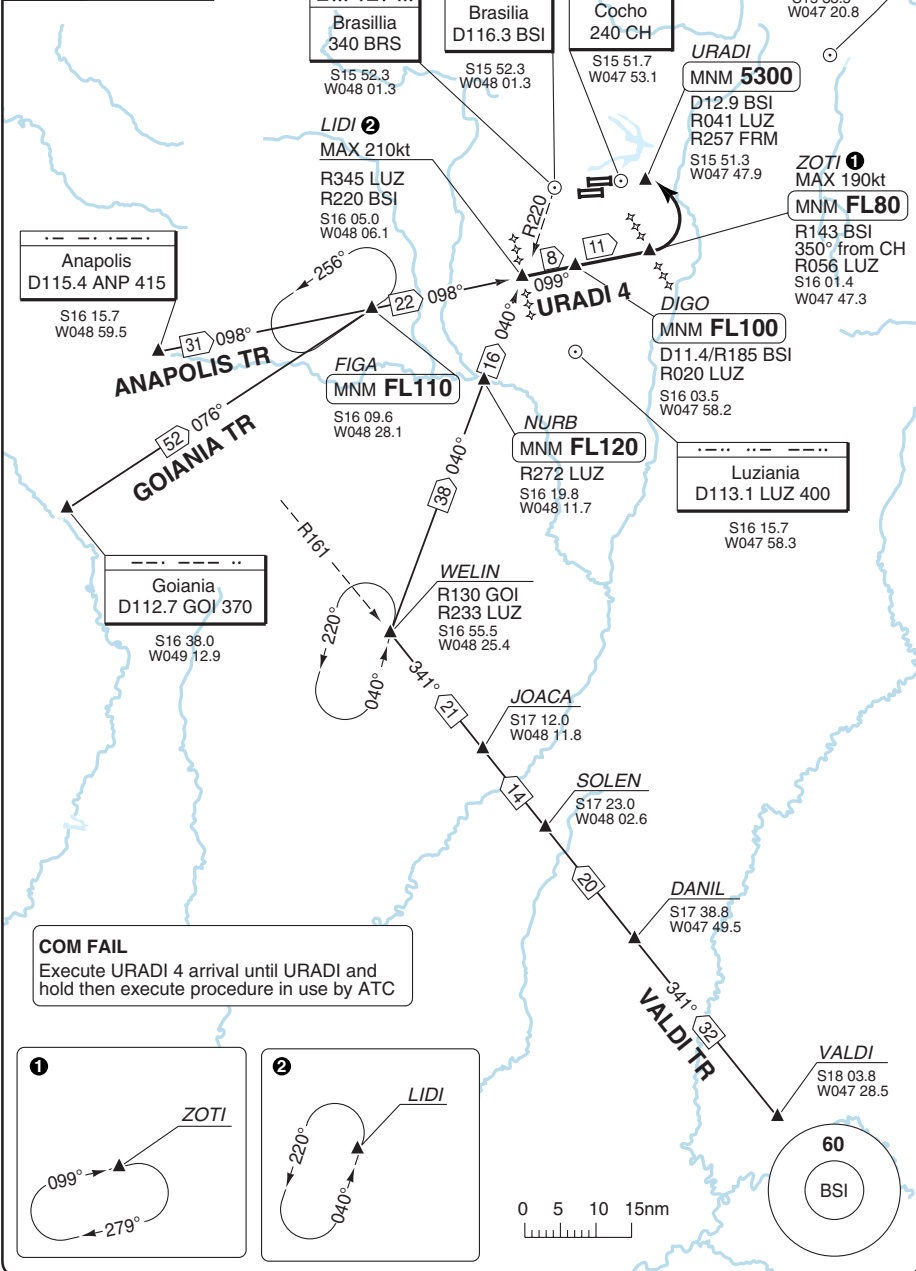 Brasillia
340 BRS
S15 52.3
W048 01.3
Brasilia
D116.3 BSI
S15 52.3
W048 01.3
Cocho
240 CH
S15 51.7
W047 53.1
W047 20.8
URADI
MNM 5300
D12.9 BSI
R041 LUZ
R257 FRM
S15 51.3
W047 47.9
LIDI ❷
MAX 210kt
R345 LUZ
R220 BSI
S16 05.0
W048 06.1
ZOTI ❶
MAX 190kt
MNM FL80
R143 BSI
350° from CH
R056 LUZ
S16 01.4
W047 47.3
Anapolis
D115.4 ANP 415
S16 15.7
W048 59.5
256°
R220
8
11
099°
URADI 4
22 098°
31 098°
ANAPOLIS TR
FIGA
MNM FL110
S16 09.6
W048 28.1
DIGO
MNM FL100
D11.4/R185 BSI
R020 LUZ
S16 03.5
W047 58.2
16 040°
52 076°
GOIANIA TR
NURB
MNM FL120
R272 LUZ
S16 19.8
W048 11.7
Luziania
D113.1 LUZ 400
S16 15.7
W047 58.3
38 040°
R161
Goiania
D112.7 GOI 370
S16 38.0
W049 12.9
WELIN
R130 GOI
R233 LUZ
S16 55.5
W048 25.4
220°
040°
341°
21
JOACA
S17 12.0
W048 11.8
14
SOLEN
S17 23.0
W048 02.6
20
DANIL
S17 38.8
W047 49.5
341°
32
VALDI TR
VALDI
S18 03.8
W047 28.5
COM FAIL
Execute URADI 4 arrival until URADI and
hold then execute procedure in use by ATC
❶
ZOTI
099°
279°
❷
LIDI
220°
040°
0 5 10 15nm
60
BSI